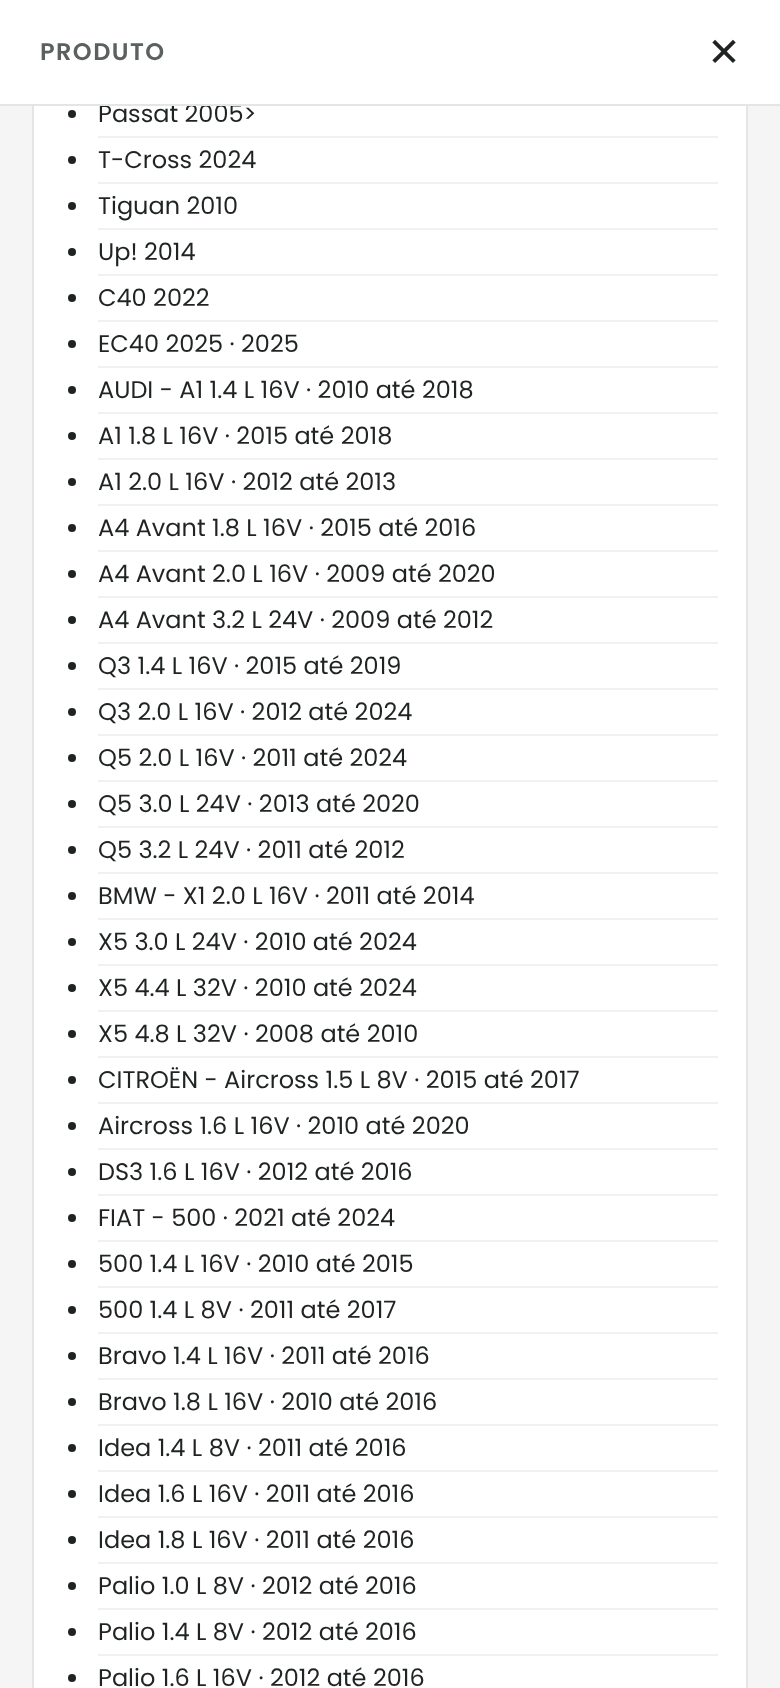 PRODUTO
• Passat 2005>
• T-Cross 2024
• Tiguan 2010
• Up! 2014
• C40 2022
• EC40 2025 · 2025
• AUDI - A1 1.4 L 16V · 2010 até 2018
• A1 1.8 L 16V · 2015 até 2018
• A1 2.0 L 16V · 2012 até 2013
• A4 Avant 1.8 L 16V · 2015 até 2016
• A4 Avant 2.0 L 16V · 2009 até 2020
• A4 Avant 3.2 L 24V · 2009 até 2012
• Q3 1.4 L 16V · 2015 até 2019
• Q3 2.0 L 16V · 2012 até 2024
• Q5 2.0 L 16V · 2011 até 2024
• Q5 3.0 L 24V · 2013 até 2020
• Q5 3.2 L 24V · 2011 até 2012
• BMW - X1 2.0 L 16V · 2011 até 2014
• X5 3.0 L 24V · 2010 até 2024
• X5 4.4 L 32V · 2010 até 2024
• X5 4.8 L 32V · 2008 até 2010
• CITROËN - Aircross 1.5 L 8V · 2015 até 2017
• Aircross 1.6 L 16V · 2010 até 2020
• DS3 1.6 L 16V · 2012 até 2016
• FIAT - 500 · 2021 até 2024
• 500 1.4 L 16V · 2010 até 2015
• 500 1.4 L 8V · 2011 até 2017
• Bravo 1.4 L 16V · 2011 até 2016
• Bravo 1.8 L 16V · 2010 até 2016
• Idea 1.4 L 8V · 2011 até 2016
• Idea 1.6 L 16V · 2011 até 2016
• Idea 1.8 L 16V · 2011 até 2016
• Palio 1.0 L 8V · 2012 até 2016
• Palio 1.4 L 8V · 2012 até 2016
• Palio 1.6 L 16V · 2012 até 2016